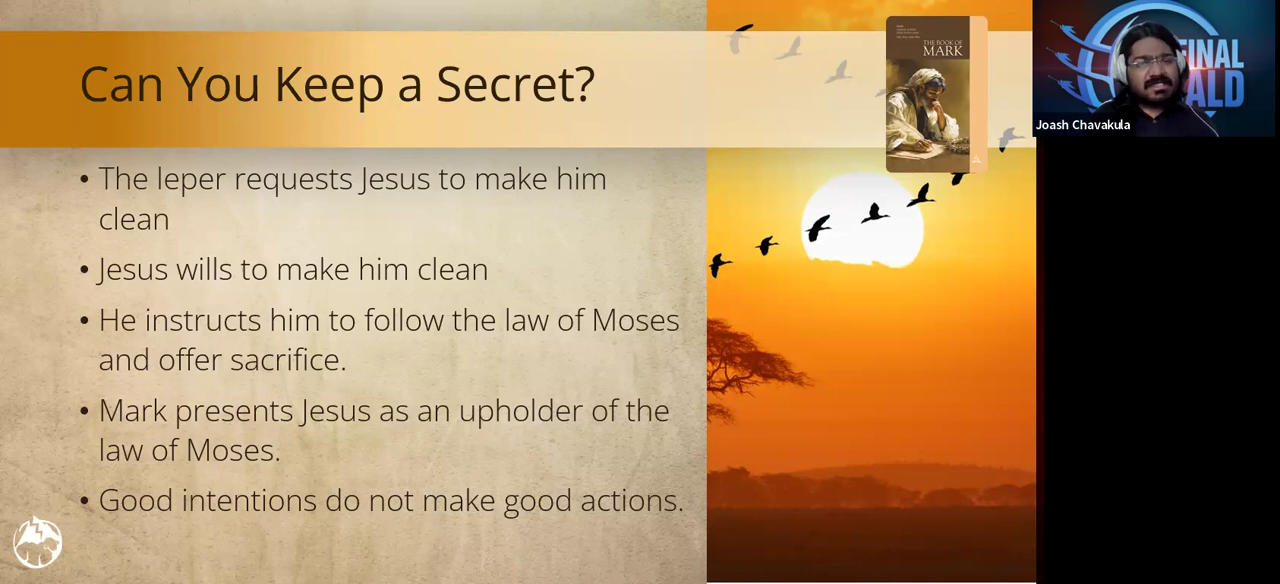 Can You Keep a Secret?
• The leper requests Jesus to make him
clean
• Jesus wills to make him clean
• He instructs him to follow the law of Moses
and offer sacrifice.
• Mark presents Jesus as an upholder of the
law of Moses.
• Good intentions do not make good actions.
THE BOOK OF
MARK
Joash Chavakula